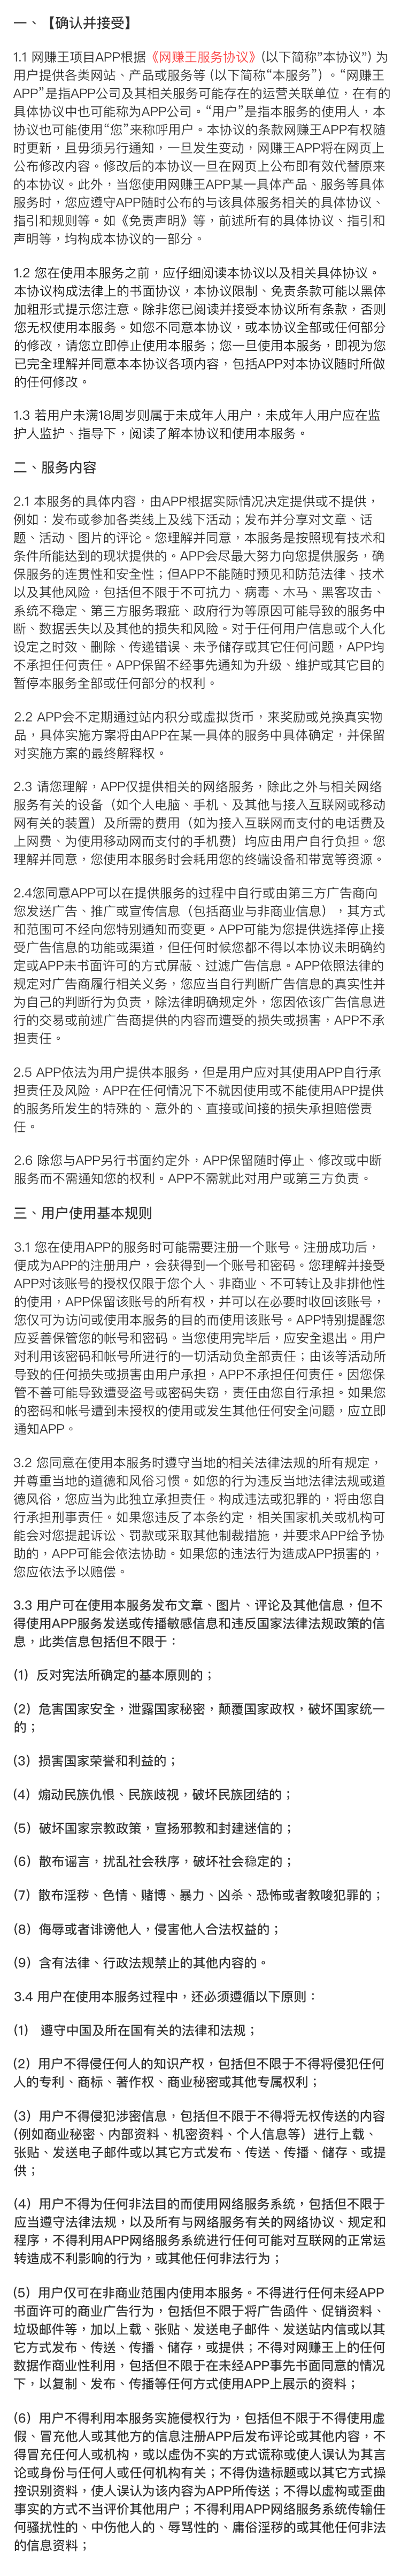 一、【确认并接受】
1.1 网赚王项目APP根据《网赚王服务协议》(以下简称"本协议") 为
用户提供各类网站、产品或服务等 (以下简称“本服务”) 。“网赚王
APP”是指APP公司及其相关服务可能存在的运营关联单位，在有的
具体协议中也可能称为APP公司。“用户”是指本服务的使用人，本
协议也可能使用“您”来称呼用户。本协议的条款网赚王APP有权随
时更新，且毋须另行通知，一旦发生变动，网赚王APP将在网页上
公布修改内容。修改后的本协议一旦在网页上公布即有效代替原来
的本协议。此外，当您使用网赚王APP某一具体产品、服务等具体
服务时，您应遵守APP随时公布的与该具体服务相关的具体协议、
指引和规则等。如《免责声明》等，前述所有的具体协议、指引和
声明等，均构成本协议的一部分。
1.2 您在使用本服务之前，应仔细阅读本协议以及相关具体协议。
本协议构成法律上的书面协议，本协议限制、免责条款可能以黑体
加粗形式提示您注意。除非您已阅读并接受本协议所有条款，否则
您无权使用本服务。如您不同意本协议，或本协议全部或任何部分
的修改，请您立即停止使用本服务；您一旦使用本服务，即视为您
已完全理解并同意本本协议各项内容，包括APP对本协议随时所做
的任何修改。
1.3 若用户未满18周岁则属于未成年人用户，未成年人用户应在监
护人监护、指导下，阅读了解本协议和使用本服务。
二、服务内容
2.1 本服务的具体内容，由APP根据实际情况决定提供或不提供，
例如：发布或参加各类线上及线下活动；发布并分享对文章、话
题、活动、图片的评论。您理解并同意，本服务是按照现有技术和
条件所能达到的现状提供的。APP会尽最大努力向您提供服务，确
保服务的连贯性和安全性；但APP不能随时预见和防范法律、技术
以及其他风险，包括但不限于不可抗力、病毒、木马、黑客攻击、
系统不稳定、第三方服务瑕疵、政府行为等原因可能导致的服务中
断、数据丢失以及其他的损失和风险。对于任何用户信息或个人化
设定之时效、删除、传递错误、未予储存或其它任何问题，APP均
不承担任何责任。APP保留不经事先通知为升级、维护或其它目的
暂停本服务全部或任何部分的权利。
2.2 APP会不定期通过站内积分或虚拟货币，来奖励或兑换真实物
品，具体实施方案将由APP在某一具体的服务中具体确定，并保留
对实施方案的最终解释权。
2.3 请您理解，APP仅提供相关的网络服务，除此之外与相关网络
服务有关的设备（如个人电脑、手机、及其他与接入互联网或移动
网有关的装置）及所需的费用（如为接入互联网而支付的电话费及
上网费、为使用移动网而支付的手机费）均应由用户自行负担。您
理解并同意，您使用本服务时会耗用您的终端设备和带宽等资源。
2.4您同意APP可以在提供服务的过程中自行或由第三方广告商向
您发送广告、推广或宣传信息（包括商业与非商业信息），其方式
和范围可不经向您特别通知而变更。APP可能为您提供选择停止接
受广告信息的功能或渠道，但任何时候您都不得以本协议未明确约
定或APP未书面许可的方式屏蔽、过滤广告信息。APP依照法律的
规定对广告商履行相关义务，您应当自行判断广告信息的真实性并
为自己的判断行为负责，除法律明确规定外，您因依该广告信息进
行的交易或前述广告商提供的内容而遭受的损失或损害，APP不承
担责任。
2.5 APP依法为用户提供本服务，但是用户应对其使用APP自行承
担责任及风险，APP在任何情况下不就因使用或不能使用APP提供
的服务所发生的特殊的、意外的、直接或间接的损失承担赔偿责
任。
2.6 除您与APP另行书面约定外，APP保留随时停止、修改或中断
服务而不需通知您的权利。APP不需就此对用户或第三方负责。
三、用户使用基本规则
3.1 您在使用APP的服务时可能需要注册一个账号。注册成功后，
便成为APP的注册用户，会获得到一个账号和密码。您理解并接受
APP对该账号的授权仅限于您个人、非商业、不可转让及非排他性
的使用，APP保留该账号的所有权，并可以在必要时收回该账号，
您仅可为访问或使用本服务的目的而使用该账号。APP特别提醒您
应妥善保管您的帐号和密码。当您使用完毕后，应安全退出。用户
对利用该密码和帐号所进行的一切活动负全部责任；由该等活动所
导致的任何损失或损害由用户承担，APP不承担任何责任。因您保
管不善可能导致遭受盗号或密码失窃，责任由您自行承担。如果您
的密码和帐号遭到未授权的使用或发生其他任何安全问题，应立即
通知APP。
3.2 您同意在使用本服务时遵守当地的相关法律法规的所有规定，
并尊重当地的道德和风俗习惯。如您的行为违反当地法律法规或道
德风俗，您应当为此独立承担责任。构成违法或犯罪的，将由您自
行承担刑事责任。如果您违反了本条约定，相关国家机关或机构可
能会对您提起诉讼、罚款或采取其他制裁措施，并要求APP给予协
助的，APP可能会依法协助。如果您的违法行为造成APP损害的，
您应依法予以赔偿。
3.3 用户可在使用本服务发布文章、图片、评论及其他信息，但不
得使用APP服务发送或传播敏感信息和违反国家法律法规政策的信
息，此类信息包括但不限于：
(1）反对宪法所确定的基本原则的；
(2）危害国家安全，泄露国家秘密，颠覆国家政权，破坏国家统一
的；
(3）损害国家荣誉和利益的；
(4）煽动民族仇恨、民族歧视，破坏民族团结的；
(5）破坏国家宗教政策，宣扬邪教和封建迷信的；
(6）散布谣言，扰乱社会秩序，破坏社会稳定的；
(7）散布淫秽、色情、赌博、暴力、凶杀、恐怖或者教唆犯罪的；
(8）侮辱或者诽谤他人，侵害他人合法权益的；
(9）含有法律、行政法规禁止的其他内容的。
3.4 用户在使用本服务过程中，还必须遵循以下原则：
(1） 遵守中国及所在国有关的法律和法规；
(2）用户不得侵任何人的知识产权，包括但不限于不得将侵犯任何
人的专利、商标、著作权、商业秘密或其他专属权利；
(3）用户不得侵犯涉密信息，包括但不限于不得将无权传送的内容
(例如商业秘密、内部资料、机密资料、个人信息等）进行上载、
张贴、发送电子邮件或以其它方式发布、传送、传播、储存、或提
供；
(4）用户不得为任何非法目的而使用网络服务系统，包括但不限于
应当遵守法律法规，以及所有与网络服务有关的网络协议、规定和
程序，不得利用APP网络服务系统进行任何可能对互联网的正常运
转造成不利影响的行为，或其他任何非法行为；
(5）用户仅可在非商业范围内使用本服务。不得进行任何未经APP
书面许可的商业广告行为，包括但不限于将广告函件、促销资料、
垃圾邮件等，加以上载、张贴、发送电子邮件、发送站内信或以其
它方式发布、传送、传播、储存，或提供；不得对网赚王上的任何
数据作商业性利用，包括但不限于在未经APP事先书面同意的情况
下，以复制、发布、传播等任何方式使用APP上展示的资料；
(6）用户不得利用本服务实施侵权行为，包括但不限于不得使用虚
假、冒充他人或其他方的信息注册APP后发布评论或其他内容，不
得冒充任何人或机构，或以虚伪不实的方式谎称或使人误认为其言
论或身份与任何人或任何机构有关；不得伪造标题或以其它方式操
控识别资料，使人误认为该内容为APP所传送；不得以虚构或歪曲
事实的方式不当评价其他用户；不得利用APP网络服务系统传输任
何骚扰性的、中伤他人的、辱骂性的、庸俗淫秽的或其他任何非法
的信息资料；